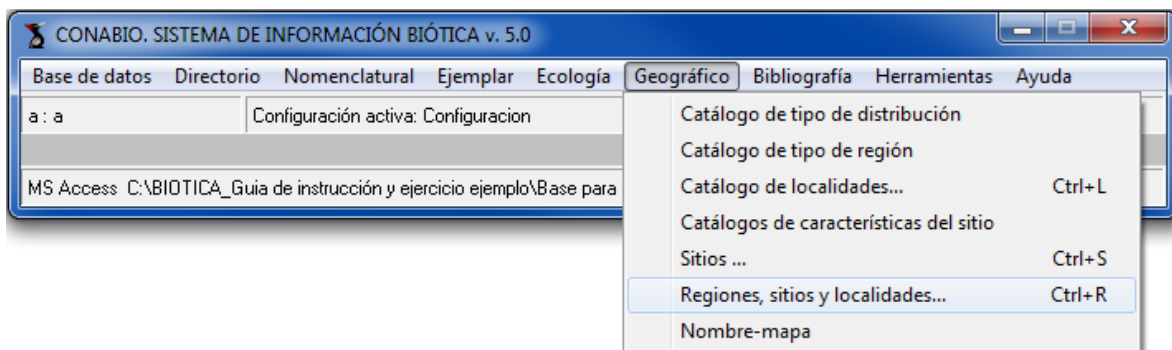 CONABIO. SISTEMA DE INFORMACIÓN BIÓTICA v. 5.0
Base de datos Directorio Nomenclatural Ejemplar Ecología Geográfico Bibliografía Herramientas Ayuda
a : a Configuración activa: Configuracion
MS Access C:\BIOTICA_Guia de instrucción y ejercicio ejemplo\Base para
Catálogo de tipo de distribución
Catálogo de tipo de región
Catálogo de localidades... Ctrl+L
Catálogos de características del sitio
Sitios ... Ctrl+S
Regiones, sitios y localidades... Ctrl+R
Nombre-mapa